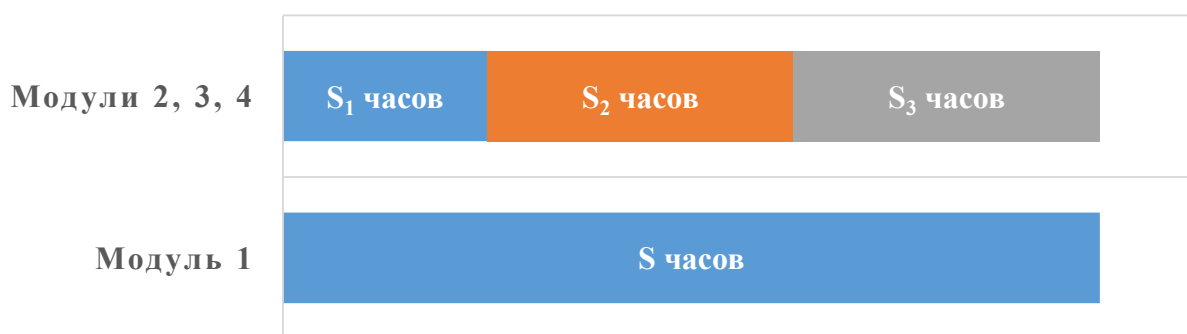 Модули 2, 3, 4
S₁ часов
S₂ часов
S₃ часов
Модуль 1
S часов